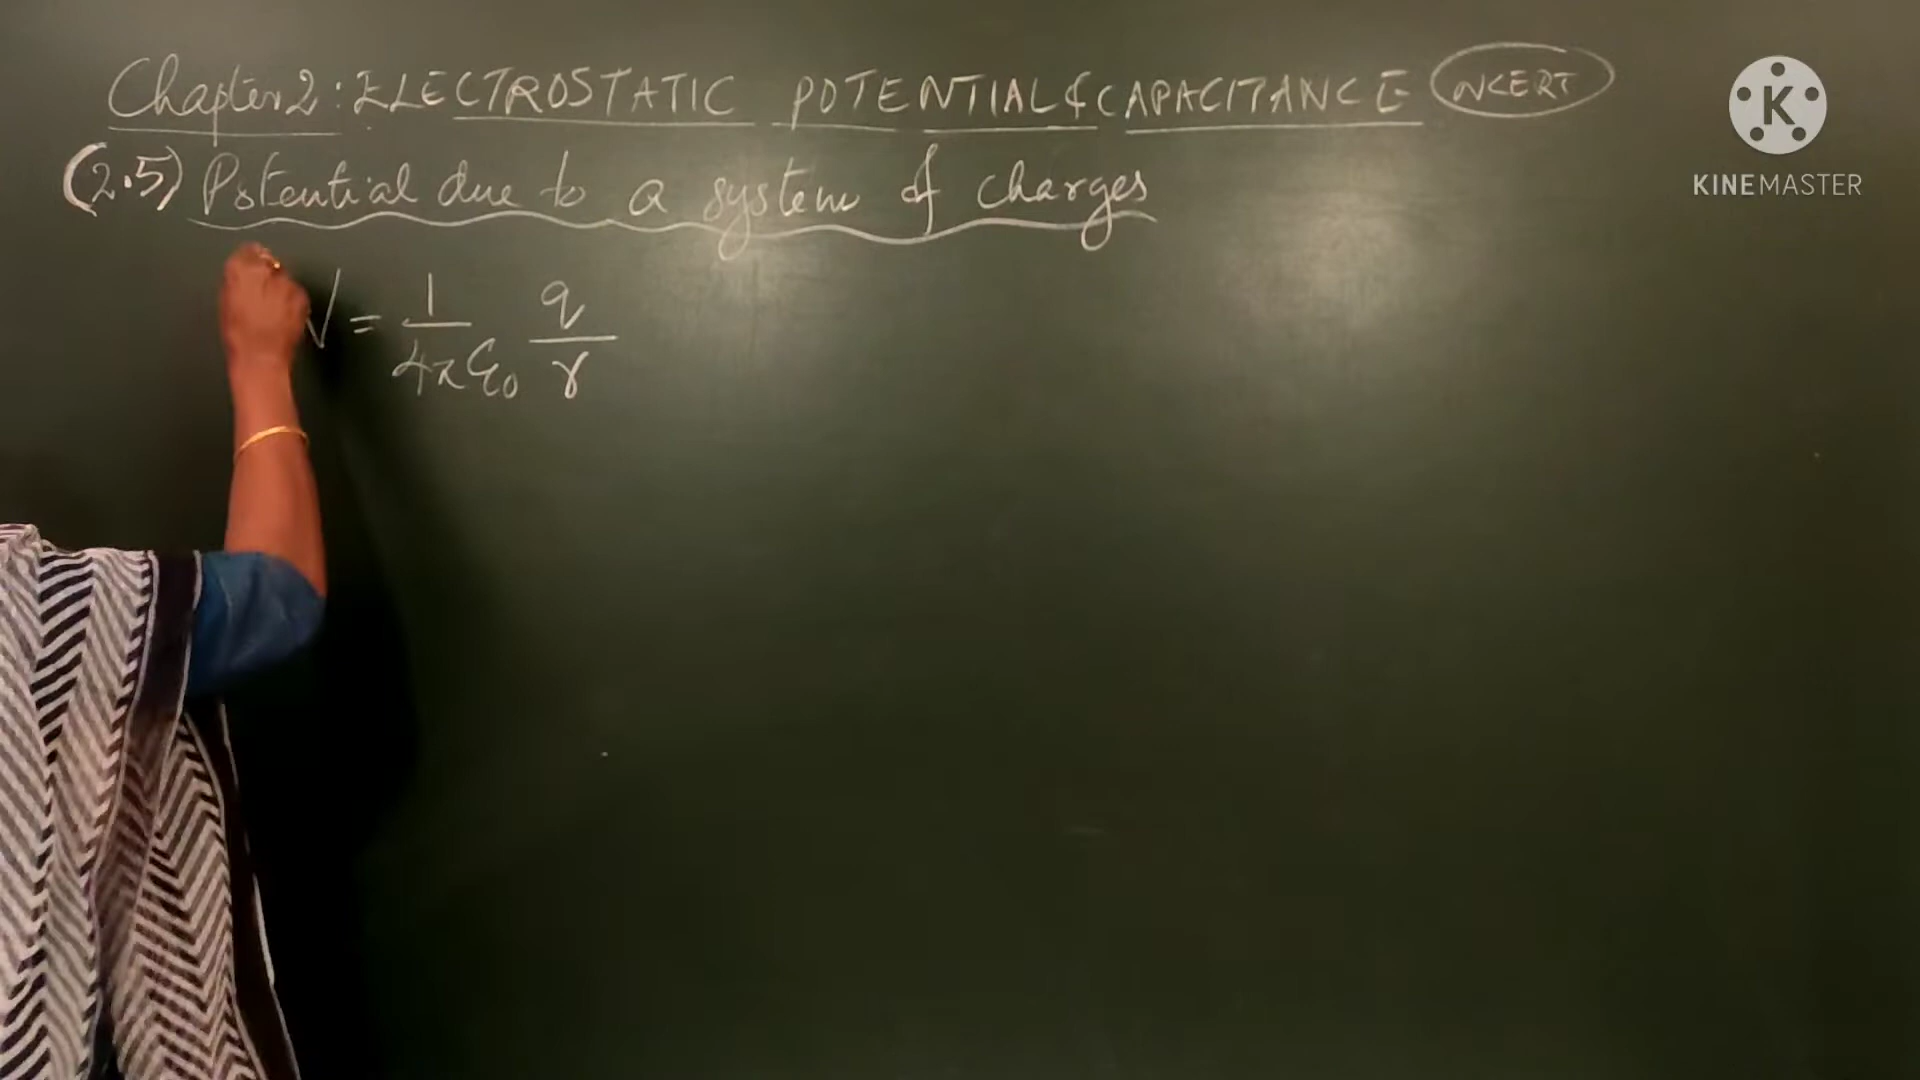 Chapter 2: ELECTROSTATIC POTENTIAL & CAPACITANCE NCERT
(2.5) Potential due to a system of charges
V = 1/4πε₀ q/r
K
KINEMASTER